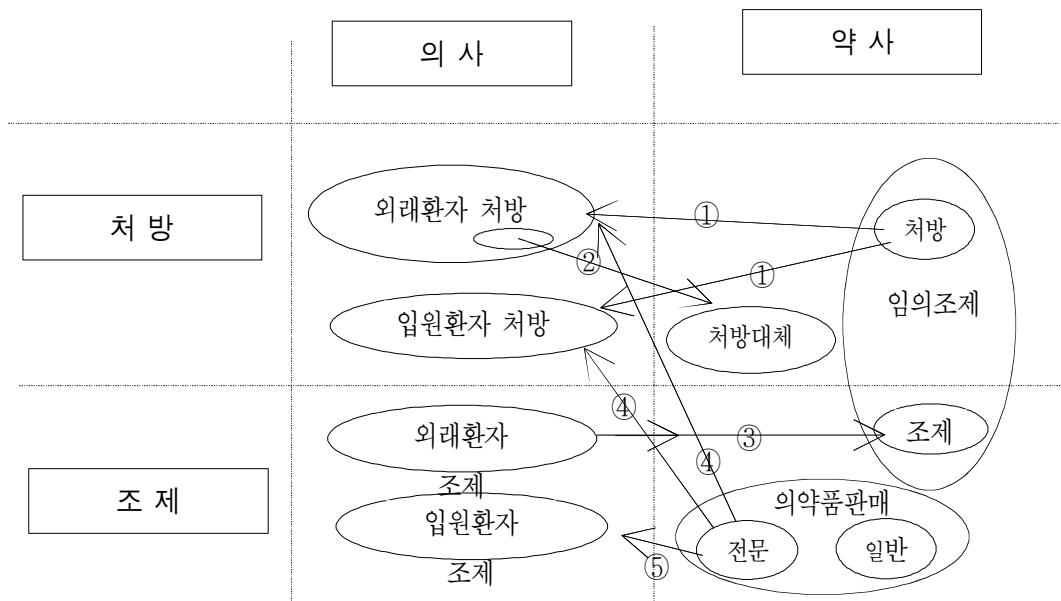 의 사
약 사
처 방
외래환자 처방
①
처방
②
①
임의조제
입원환자 처방
처방대체
④
외래환자
조제
③
조제
④
조 제
입원환자
조제
의약품판매
전문
일반
⑤